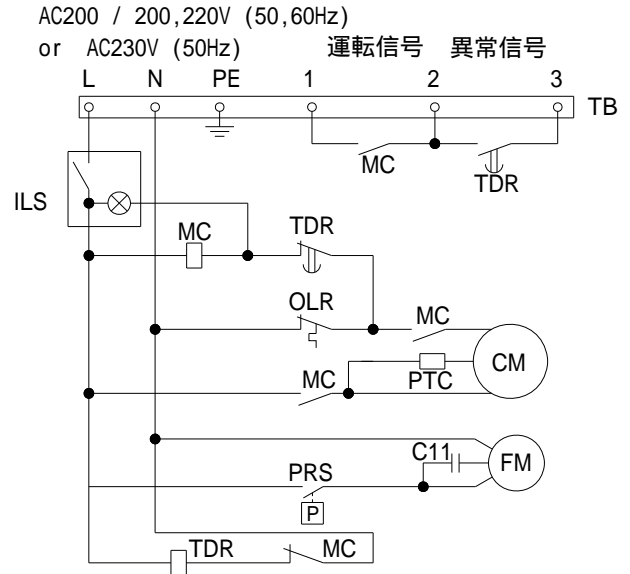 AC200 / 200,220V (50,60Hz)
or AC230V (50Hz) 運転信号 異常信号
L N PE 1 2 3
TB
MC
TDR
ILS
MC
TDR
OLR
MC
CM
PTC
MC
C11
FM
PRS
P
TDR
MC